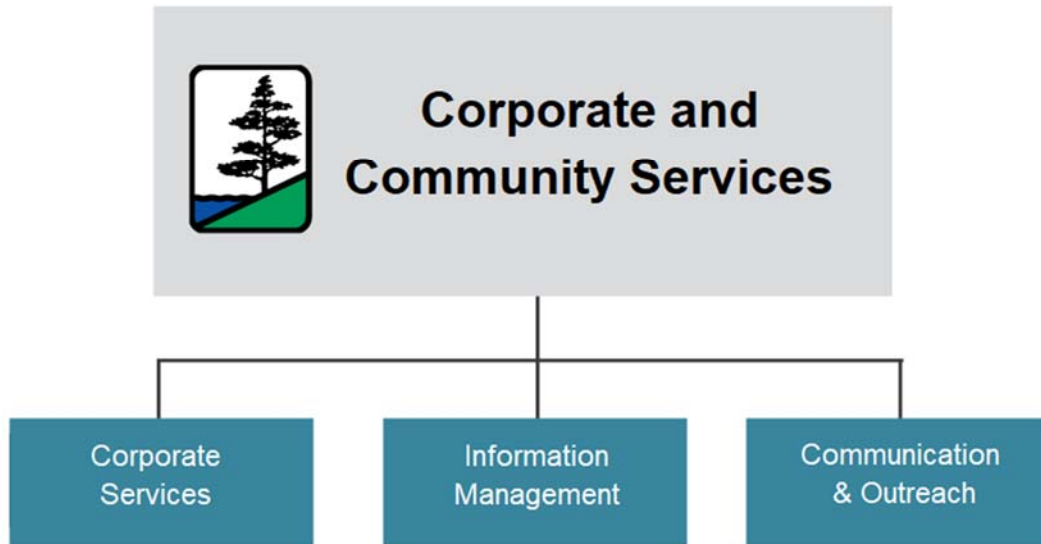 Corporate and
Community Services
Corporate
Services
Information
Management
Communication
& Outreach